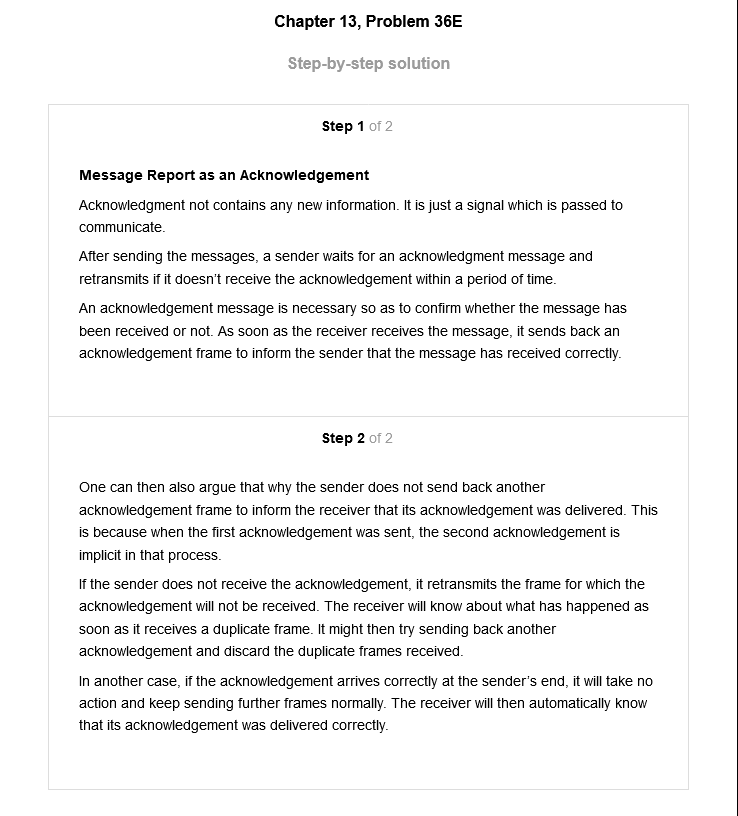 Chapter 13, Problem 36E
Step-by-step solution
Step 1 of 2
Message Report as an Acknowledgement
Acknowledgment not contains any new information. It is just a signal which is passed to
communicate.
After sending the messages, a sender waits for an acknowledgment message and
retransmits if it doesn't receive the acknowledgement within a period of time.
An acknowledgement message is necessary so as to confirm whether the message has
been received or not. As soon as the receiver receives the message, it sends back an
acknowledgement frame to inform the sender that the message has received correctly.
Step 2 of 2
One can then also argue that why the sender does not send back another
acknowledgement frame to inform the receiver that its acknowledgement was delivered. This
is because when the first acknowledgement was sent, the second acknowledgement is
implicit in that process.
If the sender does not receive the acknowledgement, it retransmits the frame for which the
acknowledgement will not be received. The receiver will know about what has happened as
soon as it receives a duplicate frame. It might then try sending back another
acknowledgement and discard the duplicate frames received.
In another case, if the acknowledgement arrives correctly at the sender's end, it will take no
action and keep sending further frames normally. The receiver will then automatically know
that its acknowledgement was delivered correctly.